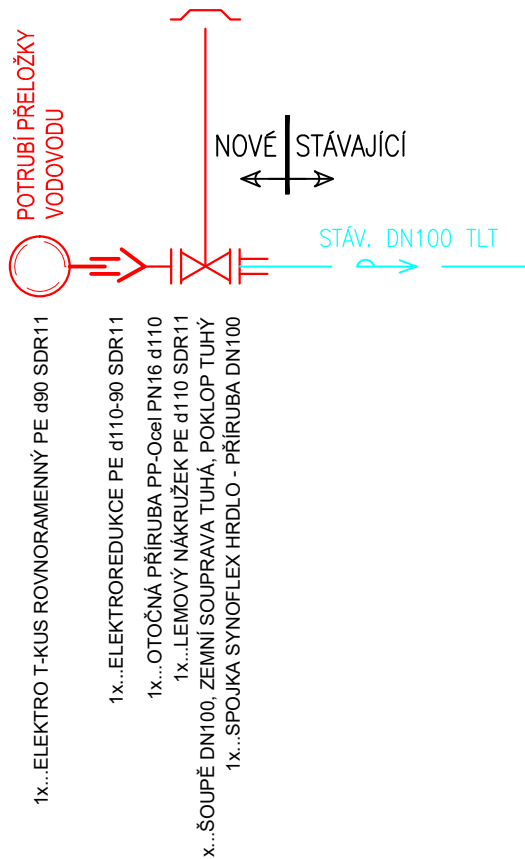 POTRUBÍ PŘELOŽKY
VODOVODU
NOVÉ
STÁVAJÍCÍ
STÁV. DN100 TLT
1x...ELEKTRO T-KUS ROVNORAMENNÝ PE d90 SDR11
1x...ELEKTROREDUKCE PE d110-90 SDR11
1x...OTOČNÁ PŘÍRUBA PP-Ocel PN16 d110
1x...LEMOVÝ NÁKRUŽEK PE d110 SDR11
x...ŠOUPĚ DN100, ZEMNÍ SOUPRAVA TUHÁ, POKLOP TUHÝ
1x...SPOJKA SYNOFLEX HRDLO - PŘÍRUBA DN100